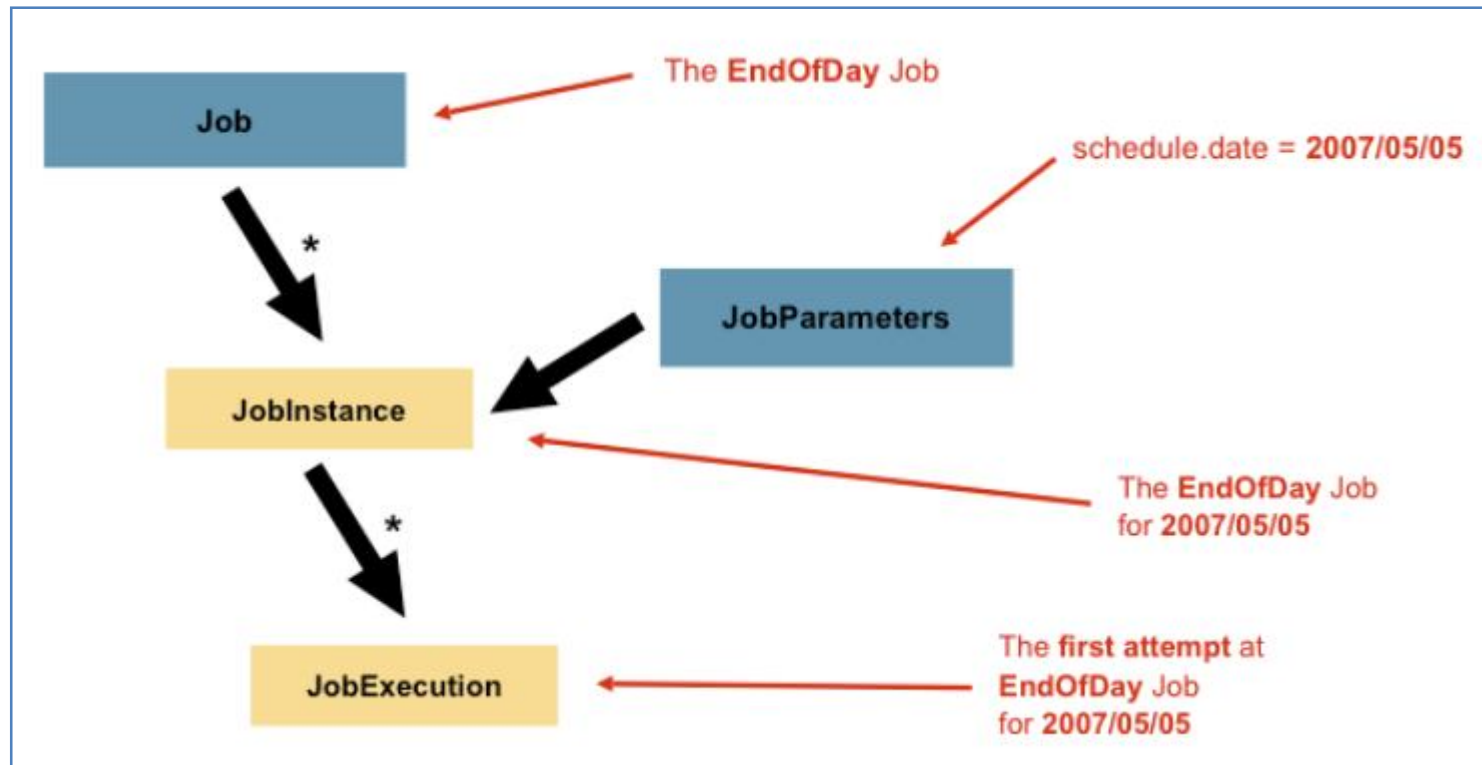 The EndOfDay Job
Job
schedule.date = 2007/05/05
*
JobParameters
JobInstance
The EndOfDay Job
for 2007/05/05
*
The first attempt at
EndOfDay Job
for 2007/05/05
JobExecution